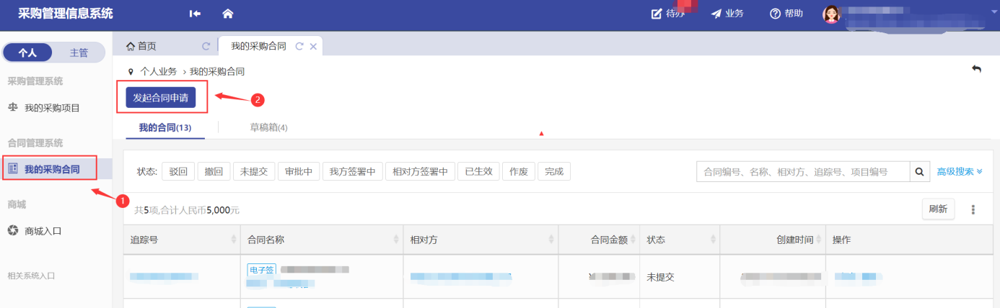 采购管理信息系统
待办
业务
帮助
个人
主管
首页
我的采购合同
采购管理系统
我的采购项目
合同管理系统
我的采购合同
1
商城
商城入口
相关系统入口
个人业务 › 我的采购合同
发起合同申请
2
我的合同(13)
草稿箱(4)
状态: 驳回 撤回 未提交 审批中 我方签署中 相对方签署中 已生效 作废 完成
合同编号、名称、相对方、追踪号、项目编号
高级搜索
共5项,合计人民币5,000元
刷新
追踪号 合同名称 相对方 合同金额 状态 创建时间 操作
电子签
未提交